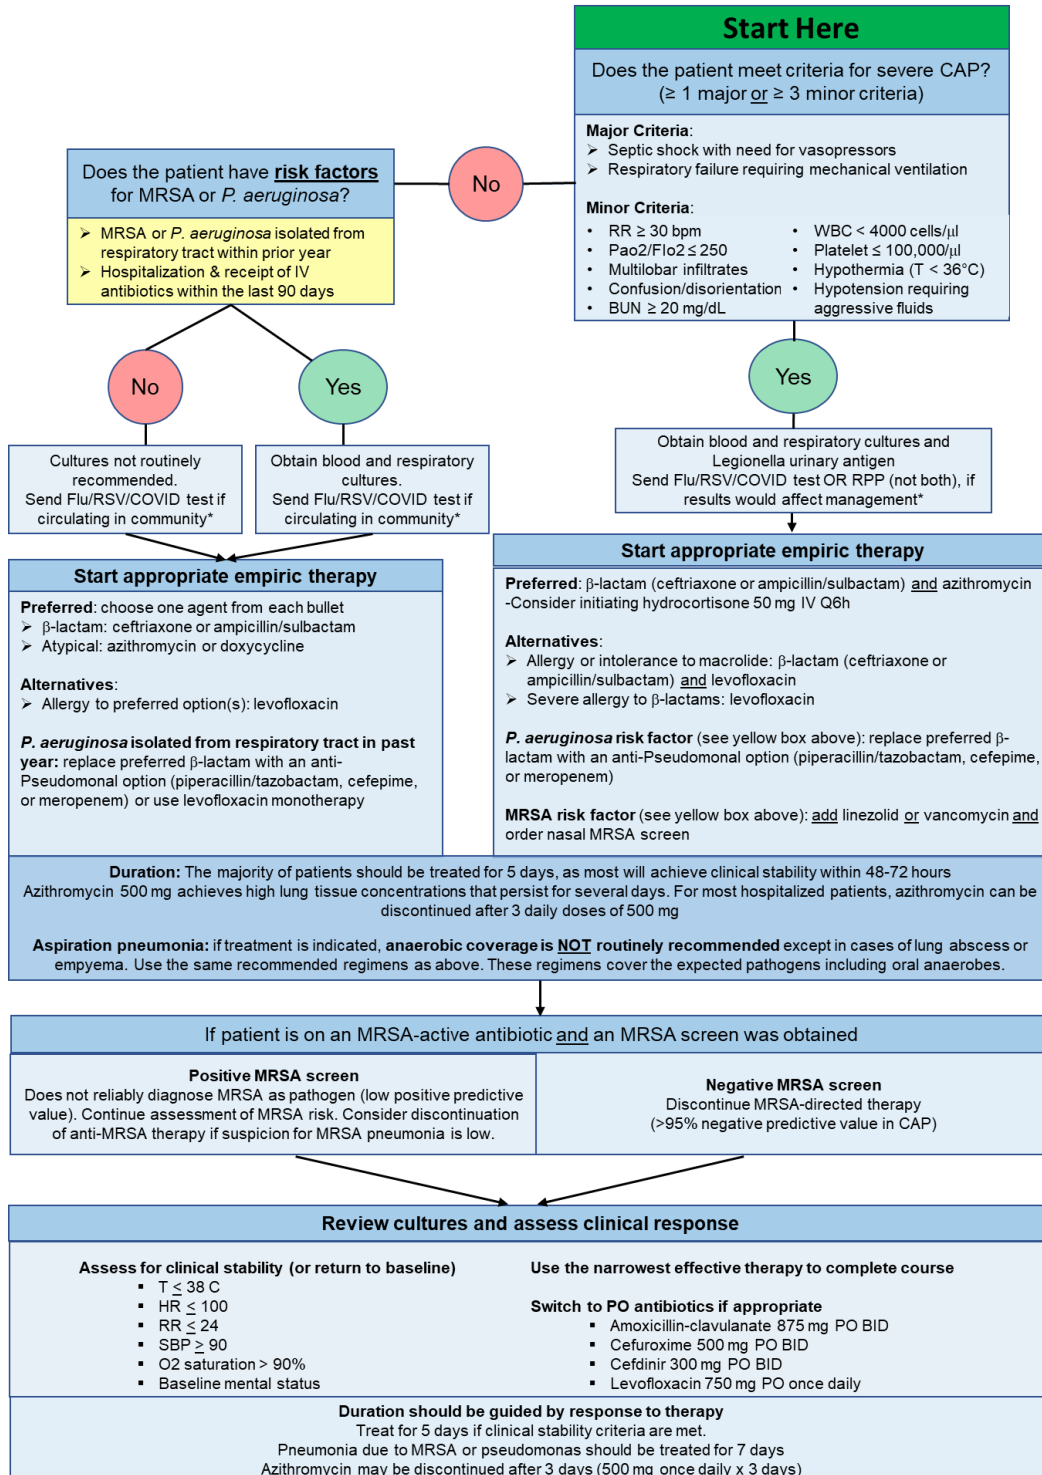 Start Here
Does the patient meet criteria for severe CAP?
(≥ 1 major or ≥ 3 minor criteria)
Major Criteria:
➢ Septic shock with need for vasopressors
➢ Respiratory failure requiring mechanical ventilation
Minor Criteria:
• RR ≥ 30 bpm
• Pao2/FIo2 ≤ 250
• Multilobar infiltrates
• Confusion/disorientation
• BUN ≥ 20 mg/dL
• WBC < 4000 cells/µl
• Platelet ≤ 100,000/µl
• Hypothermia (T < 36°C)
• Hypotension requiring
aggressive fluids
No
Does the patient have risk factors
for MRSA or P. aeruginosa?
➢ MRSA or P. aeruginosa isolated from
respiratory tract within prior year
➢ Hospitalization & receipt of IV
antibiotics within the last 90 days
No
Yes
Yes
Cultures not routinely
recommended.
Send Flu/RSV/COVID test if
circulating in community*
Obtain blood and respiratory
cultures.
Send Flu/RSV/COVID test if
circulating in community*
Obtain blood and respiratory cultures and
Legionella urinary antigen
Send Flu/RSV/COVID test OR RPP (not both), if
results would affect management*
Start appropriate empiric therapy
Preferred: choose one agent from each bullet
➢ β-lactam: ceftriaxone or ampicillin/sulbactam
➢ Atypical: azithromycin or doxycycline
Alternatives:
➢ Allergy to preferred option(s): levofloxacin
P. aeruginosa isolated from respiratory tract in past
year: replace preferred β-lactam with an anti-
Pseudomonal option (piperacillin/tazobactam, cefepime,
or meropenem) or use levofloxacin monotherapy
Start appropriate empiric therapy
Preferred: β-lactam (ceftriaxone or ampicillin/sulbactam) and azithromycin
-Consider initiating hydrocortisone 50 mg IV Q6h
Alternatives:
➢ Allergy or intolerance to macrolide: β-lactam (ceftriaxone or
ampicillin/sulbactam) and levofloxacin
➢ Severe allergy to β-lactams: levofloxacin
P. aeruginosa risk factor (see yellow box above): replace preferred β-
lactam with an anti-Pseudomonal option (piperacillin/tazobactam, cefepime,
or meropenem)
MRSA risk factor (see yellow box above): add linezolid or vancomycin and
order nasal MRSA screen
Duration: The majority of patients should be treated for 5 days, as most will achieve clinical stability within 48-72 hours
Azithromycin 500 mg achieves high lung tissue concentrations that persist for several days. For most hospitalized patients, azithromycin can be
discontinued after 3 daily doses of 500 mg
Aspiration pneumonia: if treatment is indicated, anaerobic coverage is NOT routinely recommended except in cases of lung abscess or
empyema. Use the same recommended regimens as above. These regimens cover the expected pathogens including oral anaerobes.
If patient is on an MRSA-active antibiotic and an MRSA screen was obtained
Positive MRSA screen
Does not reliably diagnose MRSA as pathogen (low positive predictive
value). Continue assessment of MRSA risk. Consider discontinuation
of anti-MRSA therapy if suspicion for MRSA pneumonia is low.
Negative MRSA screen
Discontinue MRSA-directed therapy
(>95% negative predictive value in CAP)
Review cultures and assess clinical response
Assess for clinical stability (or return to baseline)
▪ T ≤ 38 C
▪ HR ≤ 100
▪ RR ≤ 24
▪ SBP ≥ 90
▪ O2 saturation > 90%
▪ Baseline mental status
Use the narrowest effective therapy to complete course
Switch to PO antibiotics if appropriate
▪ Amoxicillin-clavulanate 875 mg PO BID
▪ Cefuroxime 500 mg PO BID
▪ Cefdinir 300 mg PO BID
▪ Levofloxacin 750 mg PO once daily
Duration should be guided by response to therapy
Treat for 5 days if clinical stability criteria are met.
Pneumonia due to MRSA or pseudomonas should be treated for 7 days
Azithromycin may be discontinued after 3 days (500 mg once daily x 3 days)